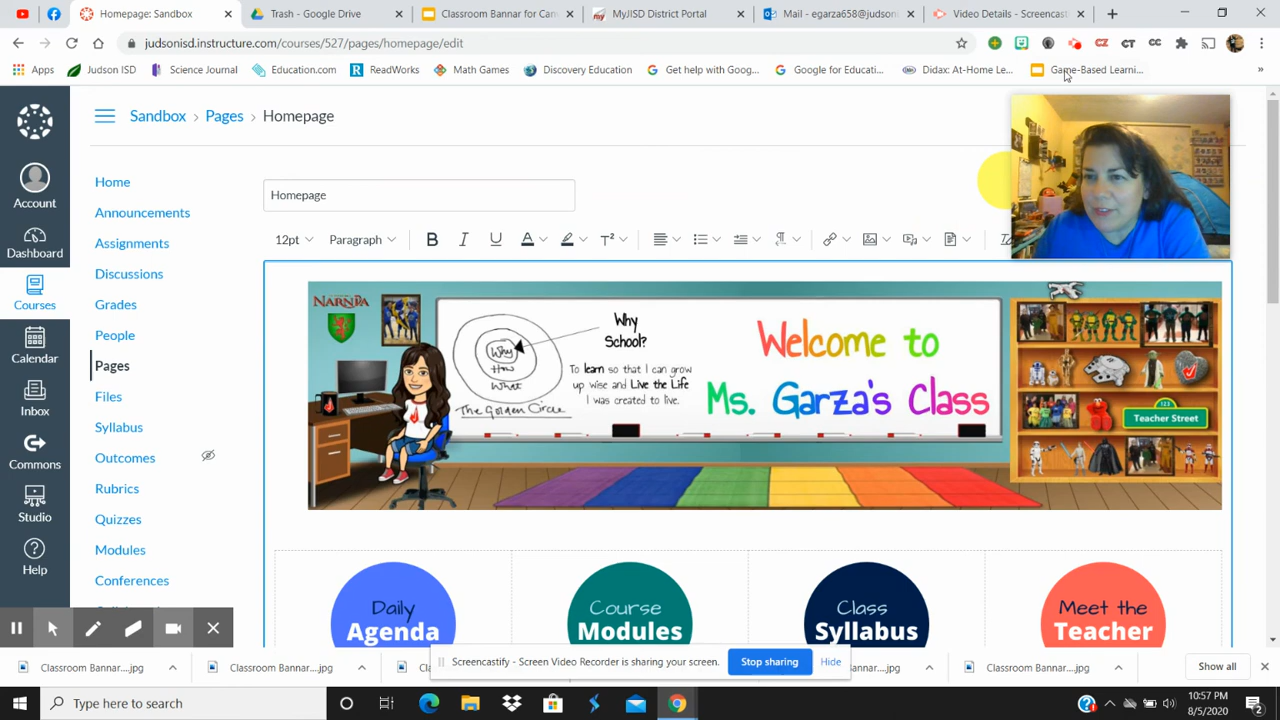 Homepage: Sandbox
Trash - Google Drive
Classroom Bannar for Can
MyJISD District Portal
Mail - egarza658@judsoni
Video Details - Screencast
judsonisd.instructure.com/courses/527/pages/homepage/edit
Apps
Judson ISD
Science Journal
Education.com
ReadWorks
Math Games
Discovery Education
Get help with Goog...
Google for Educati...
Didax: At-Home Le...
Game-Based Learni...
Sandbox > Pages > Homepage
Account
Dashboard
Courses
Calendar
Inbox
Commons
Studio
Help
Home
Announcements
Assignments
Discussions
Grades
People
Pages
Files
Syllabus
Outcomes
Rubrics
Quizzes
Modules
Conferences
Homepage
12pt
Paragraph
NARNIA
Why
How
What
The Golden Circle
Why
School?
To learn so that I can grow
up wise and Live the Life
I was created to live.
Welcome to
Ms. Garza's Class
123
Teacher Street
Daily
Agenda
Course
Modules
Class
Syllabus
Meet the
Teacher
Screencastify - Screen Video Recorder is sharing your screen.
Stop sharing
Hide
Classroom Bannar....jpg
Classroom Bannar....jpg
Classroom Bannar....jpg
Show all
Type here to search
10:57 PM
8/5/2020
2